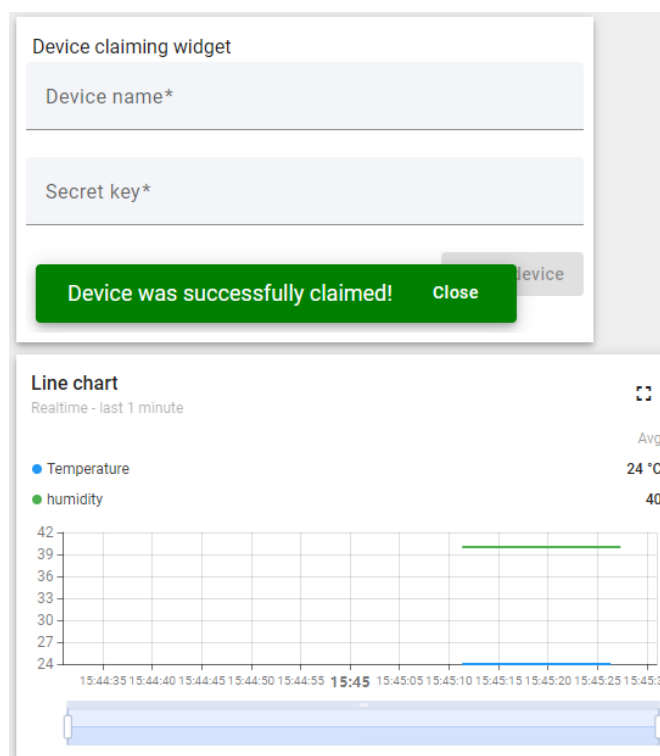 Device claiming widget
Device name*
Secret key*
Device was successfully claimed! Close
Line chart
Realtime - last 1 minute
Avg
Temperature 24 °C
humidity 40
42
39
36
33
30
27
24
15:44:35 15:44:40 15:44:45 15:44:50 15:44:55 15:45 15:45:05 15:45:10 15:45:15 15:45:20 15:45:25